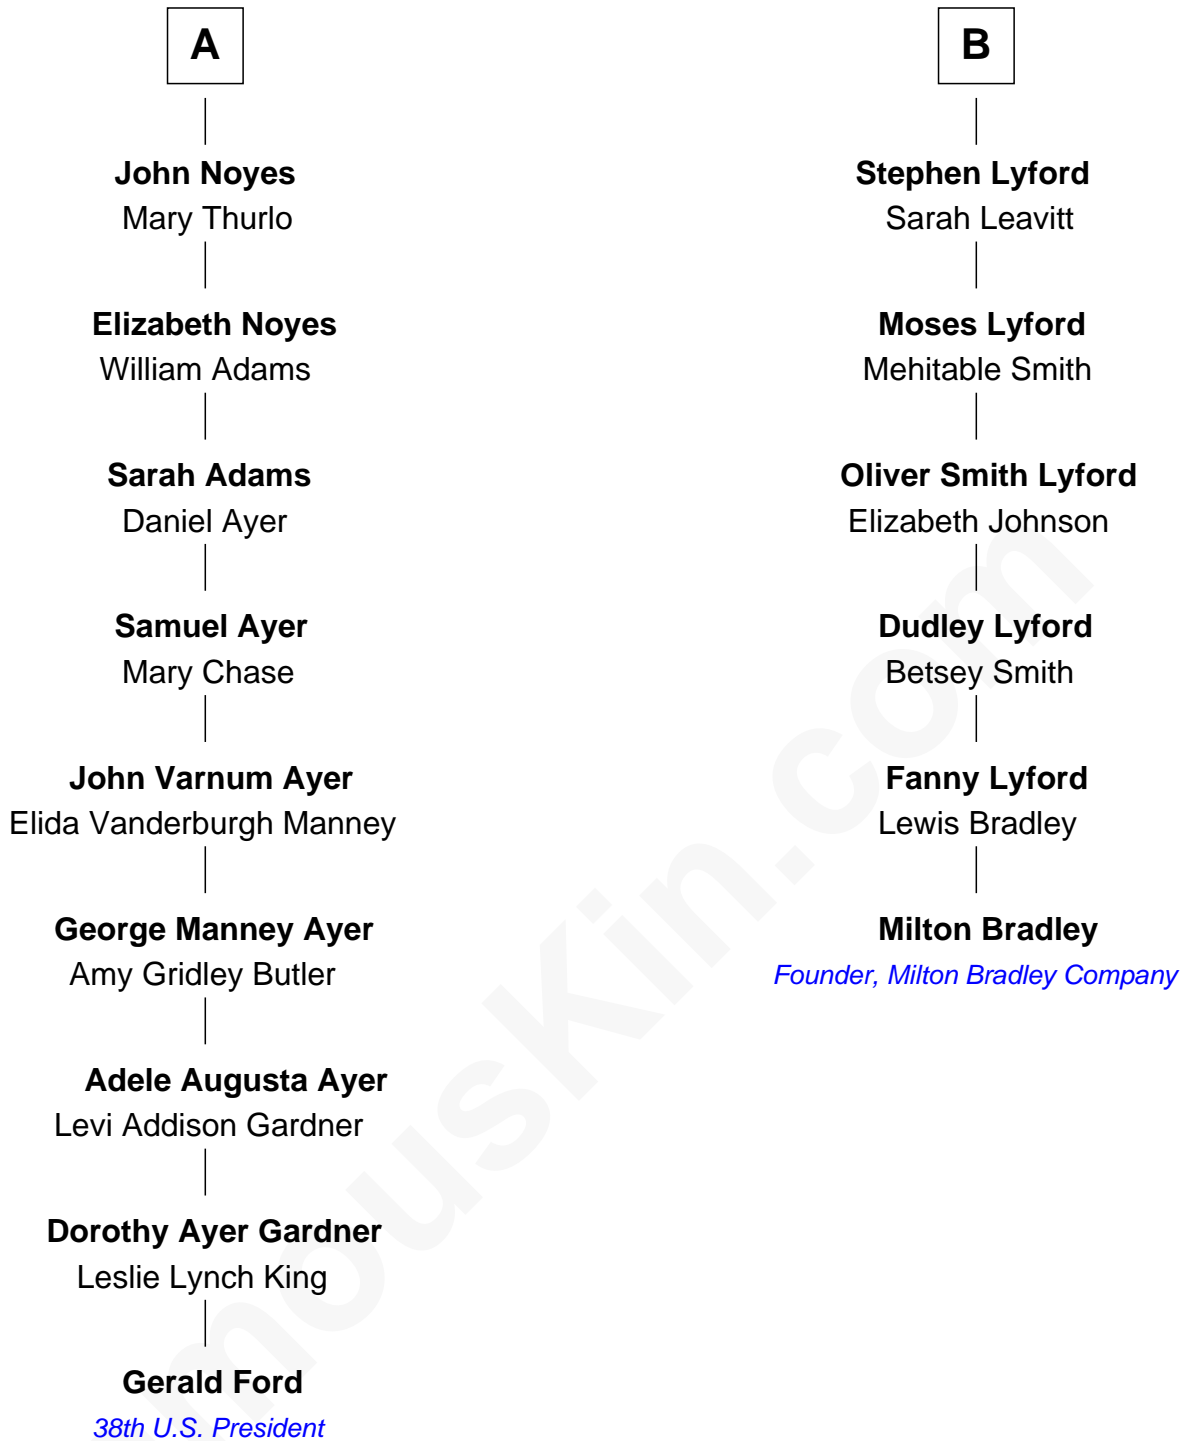 A
John Noyes
Mary Thurlo
Elizabeth Noyes
William Adams
Sarah Adams
Daniel Ayer
Samuel Ayer
Mary Chase
John Varnum Ayer
Elida Vanderburgh Manney
George Manney Ayer
Amy Gridley Butler
Adele Augusta Ayer
Levi Addison Gardner
Dorothy Ayer Gardner
Leslie Lynch King
Gerald Ford
38th U.S. President
B
Stephen Lyford
Sarah Leavitt
Moses Lyford
Mehitable Smith
Oliver Smith Lyford
Elizabeth Johnson
Dudley Lyford
Betsey Smith
Fanny Lyford
Lewis Bradley
Milton Bradley
Founder, Milton Bradley Company
mousKin.com